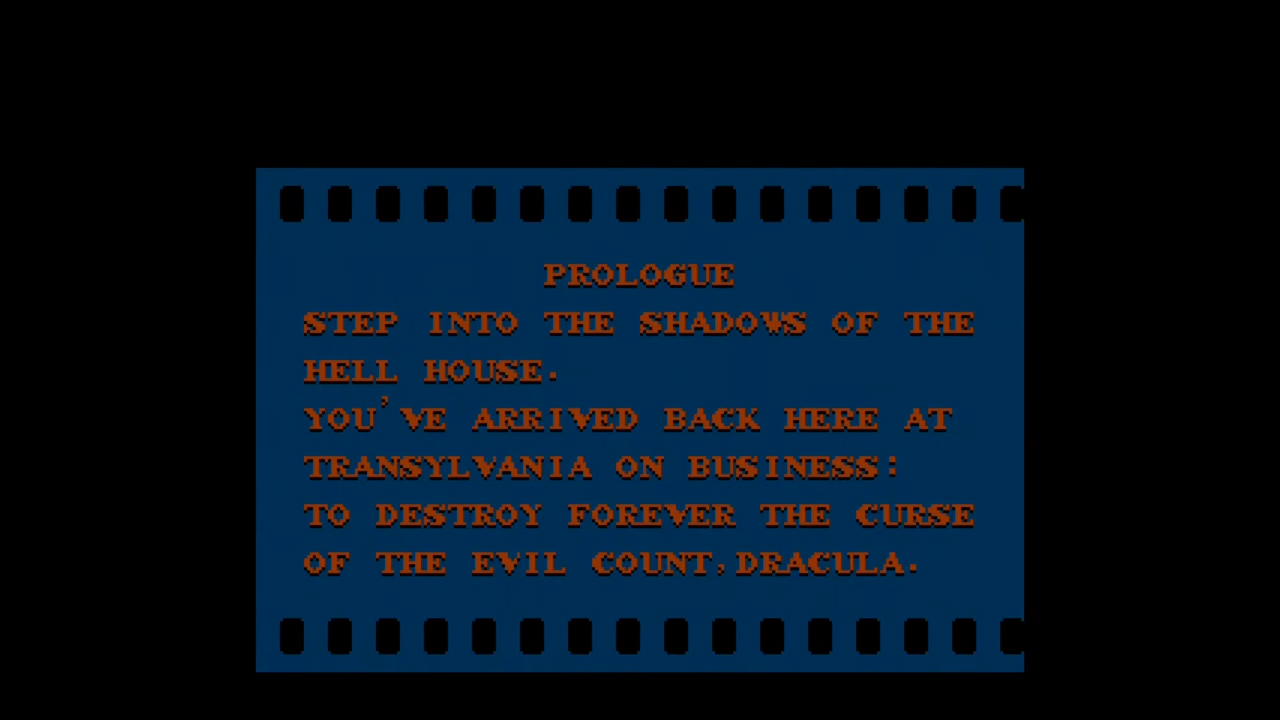 PROLOGUE
STEP INTO THE SHADOWS OF THE
HELL HOUSE.
YOU'VE ARRIVED BACK HERE AT
TRANSYLVANIA ON BUSINESS:
TO DESTROY FOREVER THE CURSE
OF THE EVIL COUNT,DRACULA.